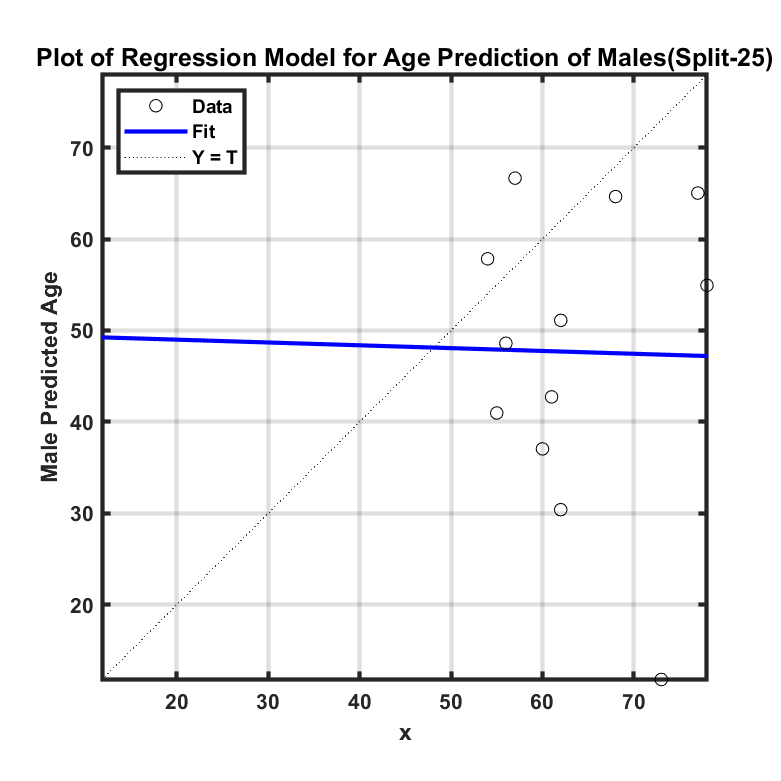 Plot of Regression Model for Age Prediction of Males(Split-25)
Data
Fit
Y = T
Male Predicted Age
70
60
50
40
30
20
20 30 40 50 60 70
x